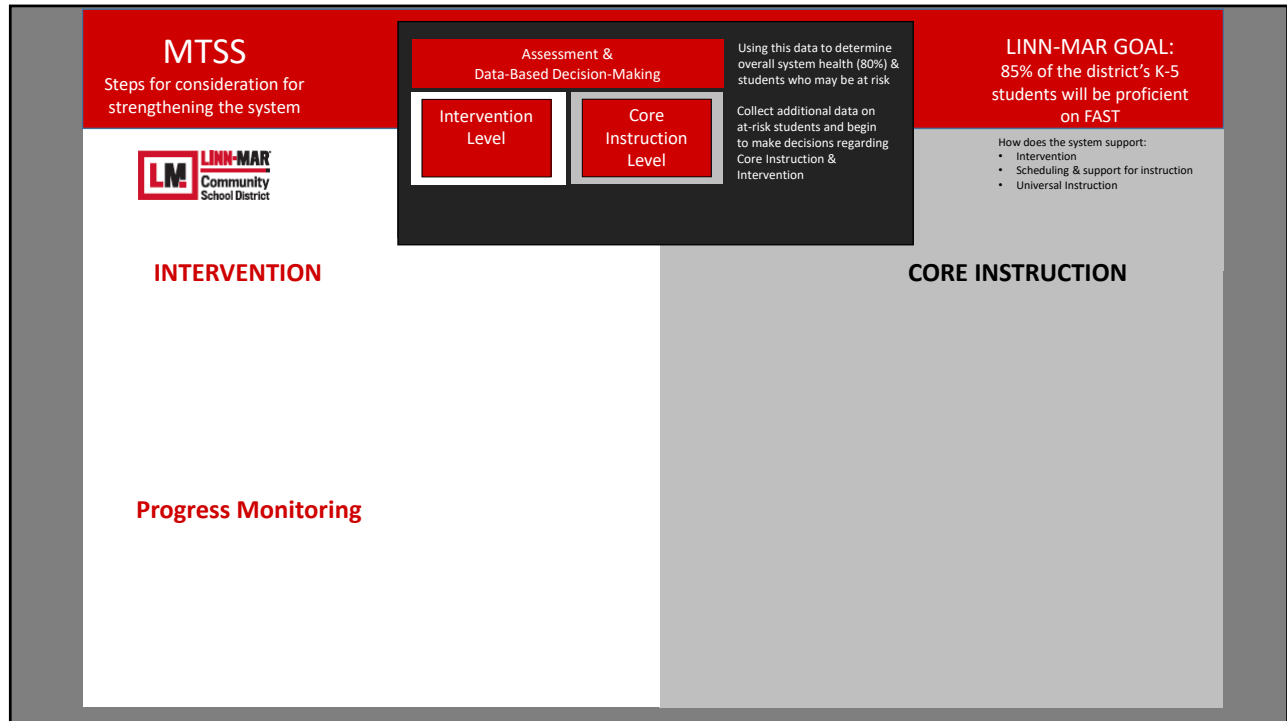 MTSS
Steps for consideration for
strengthening the system
Assessment &
Data-Based Decision-Making
Intervention
Level
Core
Instruction
Level
Using this data to determine
overall system health (80%) &
students who may be at risk
Collect additional data on
at-risk students and begin
to make decisions regarding
Core Instruction &
Intervention
LINN-MAR GOAL:
85% of the district's K-5
students will be proficient
on FAST
How does the system support:
• Intervention
• Scheduling & support for instruction
• Universal Instruction
LM
LINN-MAR
Community
School District
INTERVENTION
CORE INSTRUCTION
Progress Monitoring